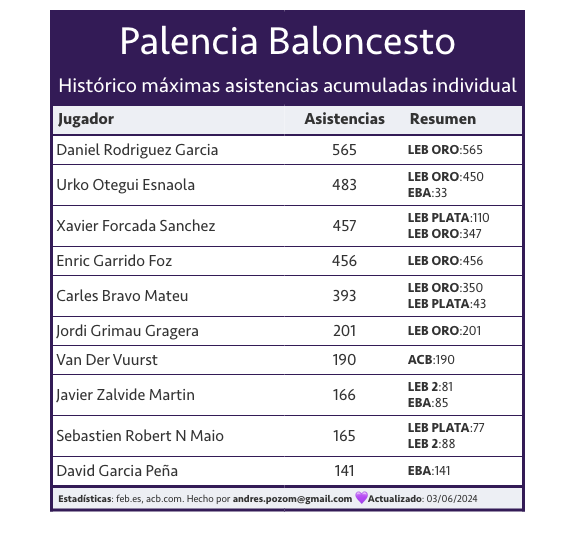 Palencia Baloncesto
Histórico máximas asistencias acumuladas individual
Jugador Asistencias Resumen
Daniel Rodriguez Garcia 565 LEB ORO:565
Urko Otegui Esnaola 483 LEB ORO:450
EBA:33
Xavier Forcada Sanchez 457 LEB PLATA:110
LEB ORO:347
Enric Garrido Foz 456 LEB ORO:456
Carles Bravo Mateu 393 LEB ORO:350
LEB PLATA:43
Jordi Grimau Gragera 201 LEB ORO:201
Van Der Vuurst 190 ACB:190
Javier Zalvide Martin 166 LEB 2:81
EBA:85
Sebastien Robert N Maio 165 LEB PLATA:77
LEB 2:88
David Garcia Peña 141 EBA:141
Estadísticas: feb.es, acb.com. Hecho por andres.pozom@gmail.com 💜Actualizado: 03/06/2024